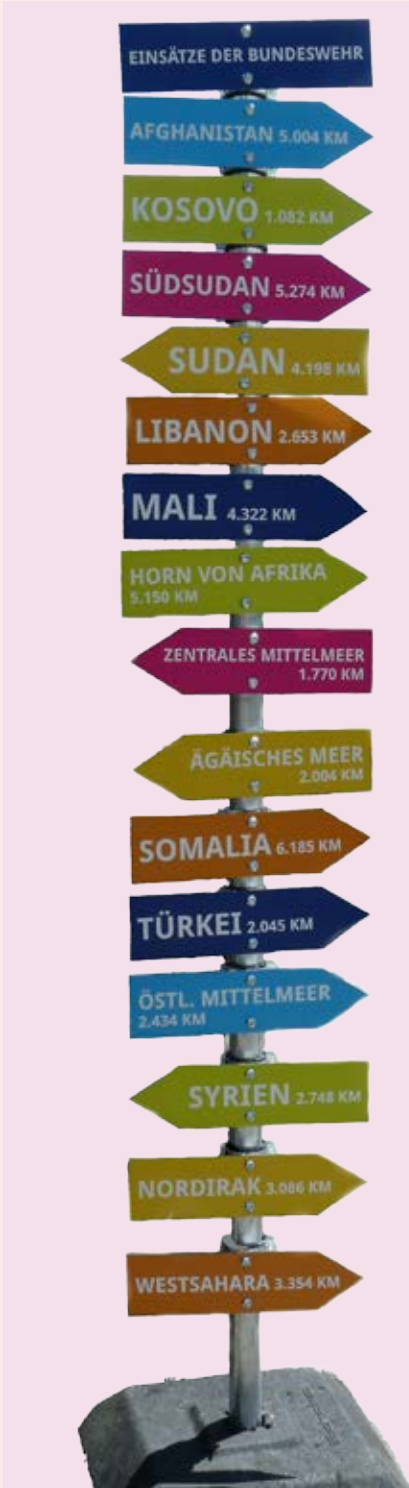 EINSÄTZE DER BUNDESWEHR
AFGHANISTAN 5.004 KM
KOSOVO 1.082 KM
SÜDSUDAN 5.274 KM
SUDAN 4.198 KM
LIBANON 2.653 KM
MALI 4.322 KM
HORN VON AFRIKA
5.150 KM
ZENTRALES MITTELMEER
1.770 KM
ÄGÄISCHES MEER
2.004 KM
SOMALIA 6.185 KM
TÜRKEI 2.045 KM
ÖSTL. MITTELMEER
2.434 KM
SYRIEN 2.748 KM
NORDIRAK 3.086 KM
WESTSAHARA 3.354 KM